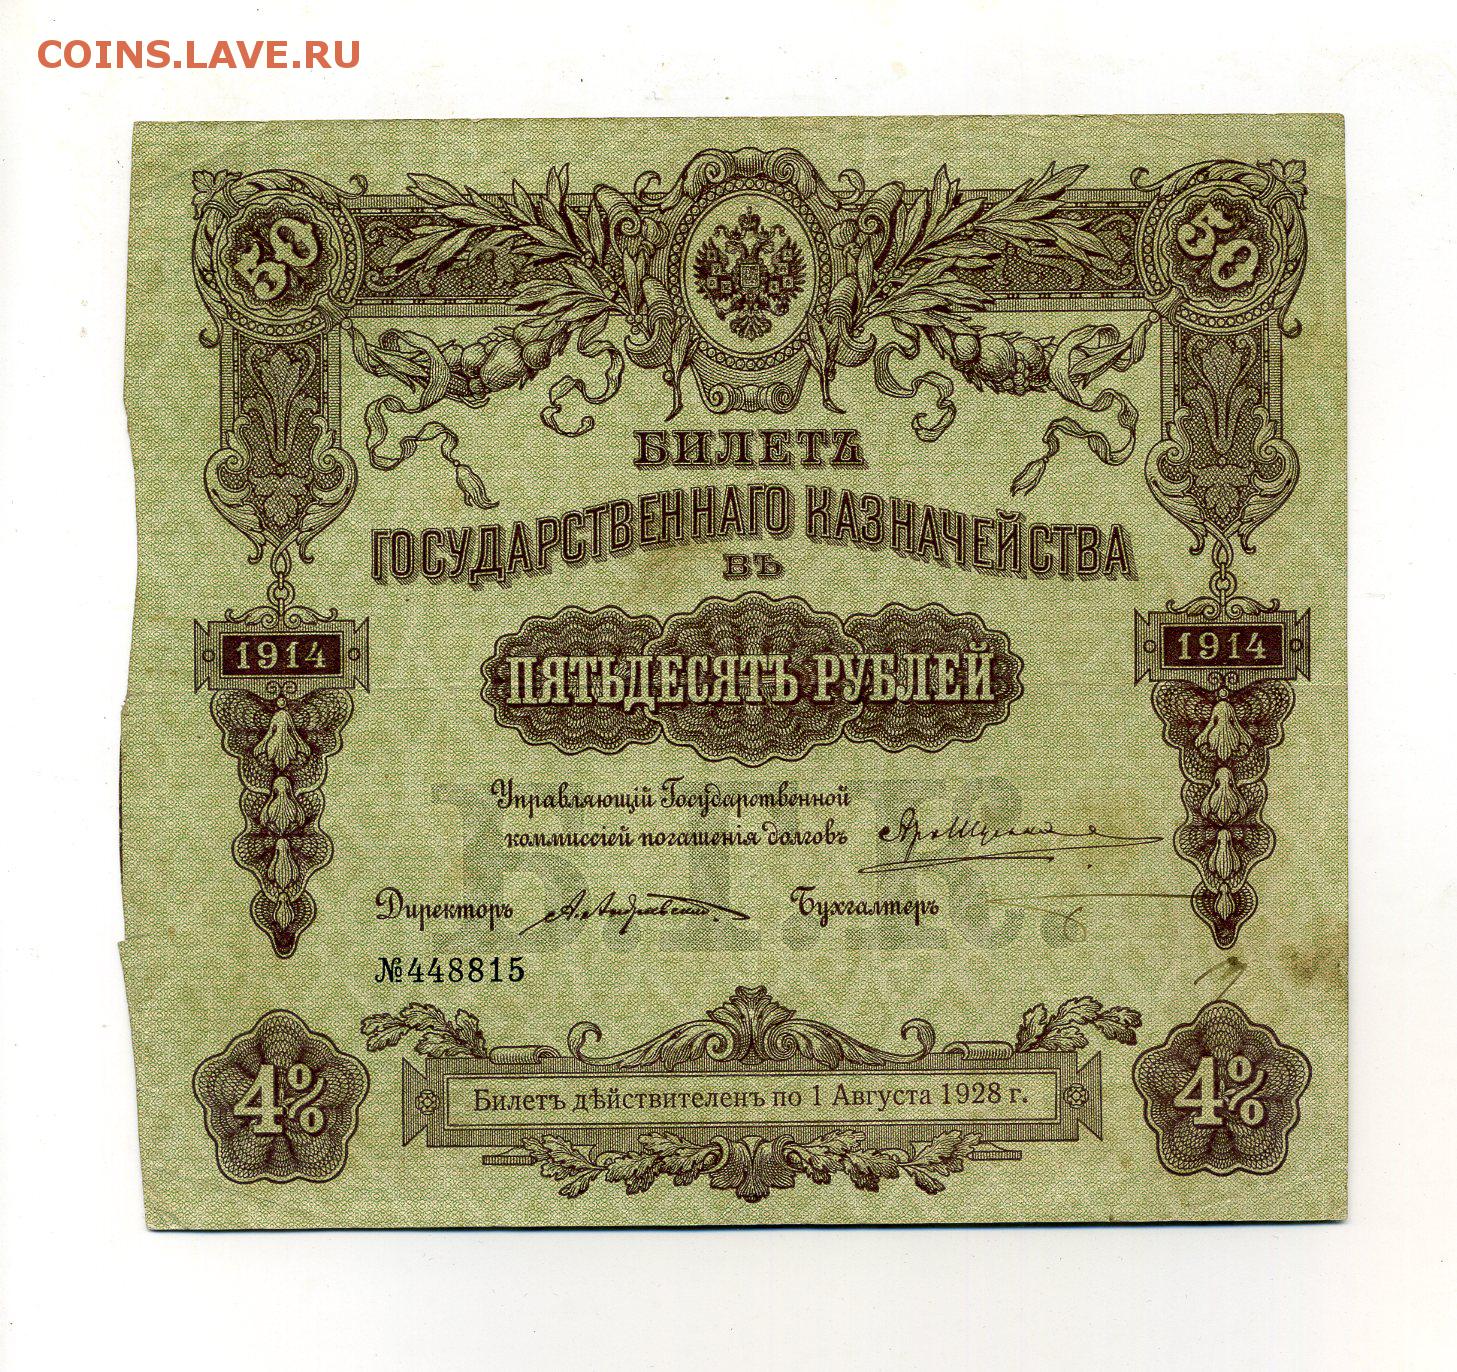 COINS.LAVE.RU
50 50
БИЛЕТЪ
ГОСУДАРСТВЕННАГО КАЗНАЧЕЙСТВА
ВЪ
1914 1914
ПЯТЬДЕСЯТЪ РУБЛЕЙ
Управляющій Государственной
коммиссіей погашенія долговъ
Директоръ Бухгалтеръ
№448815
4% 4%
Билетъ дѣйствителенъ по 1 Августа 1928 г.